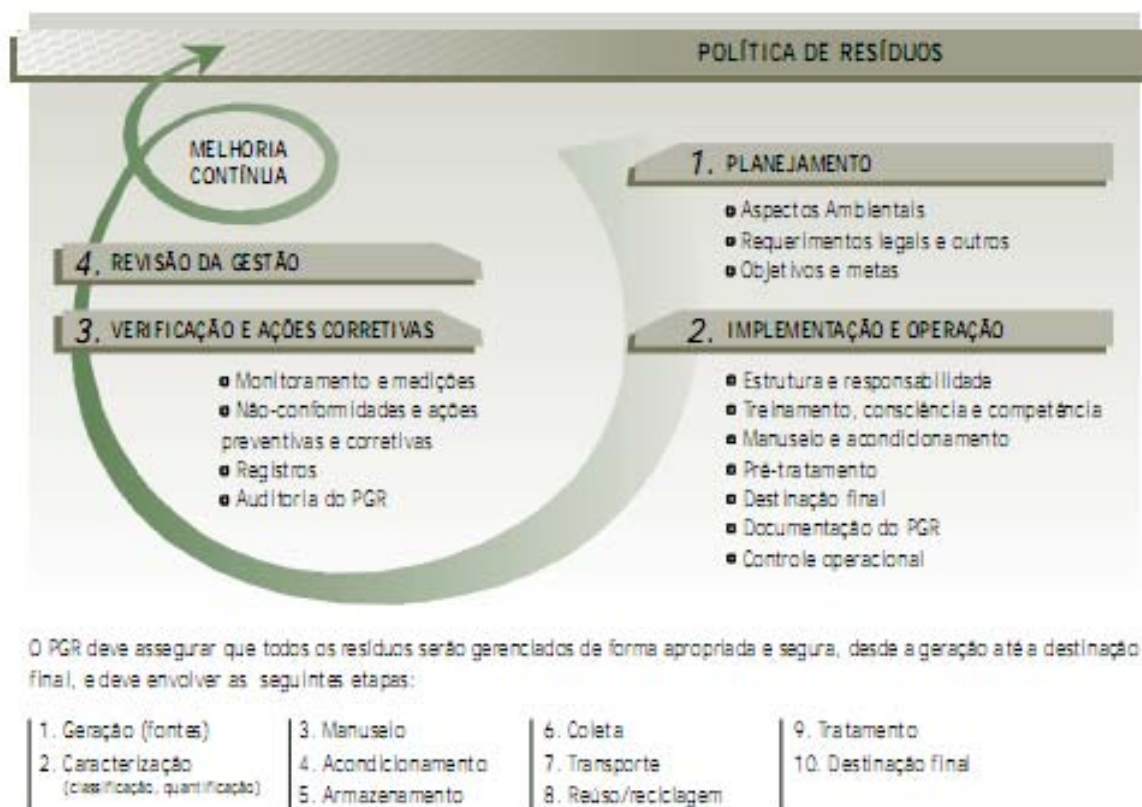 POLÍTICA DE RESÍDUOS
MELHORIA
CONTÍNUA
1. PLANEJAMENTO
Aspectos Ambientais
Requerimentos legais e outros
Objetivos e metas
2. IMPLEMENTAÇÃO E OPERAÇÃO
Estrutura e responsabilidade
Treinamento, consciência e competência
Manuseio e acondicionamento
Pré-tratamento
Destinação final
Documentação do PGR
Controle operacional
3. VERIFICAÇÃO E AÇÕES CORRETIVAS
Monitoramento e medições
Não-conformidades e ações
preventivas e corretivas
Registros
Auditoria do PGR
4. REVISÃO DA GESTÃO
O PGR deve assegurar que todos os resíduos serão gerenciados de forma apropriada e segura, desde a geração até a destinação
final, e deve envolver as seguintes etapas:
1. Geração (fontes)
2. Caracterização
(classificação, quantificação)
3. Manuseio
4. Acondicionamento
5. Armazenamento
6. Coleta
7. Transporte
8. Reúso/reciclagem
9. Tratamento
10. Destinação final